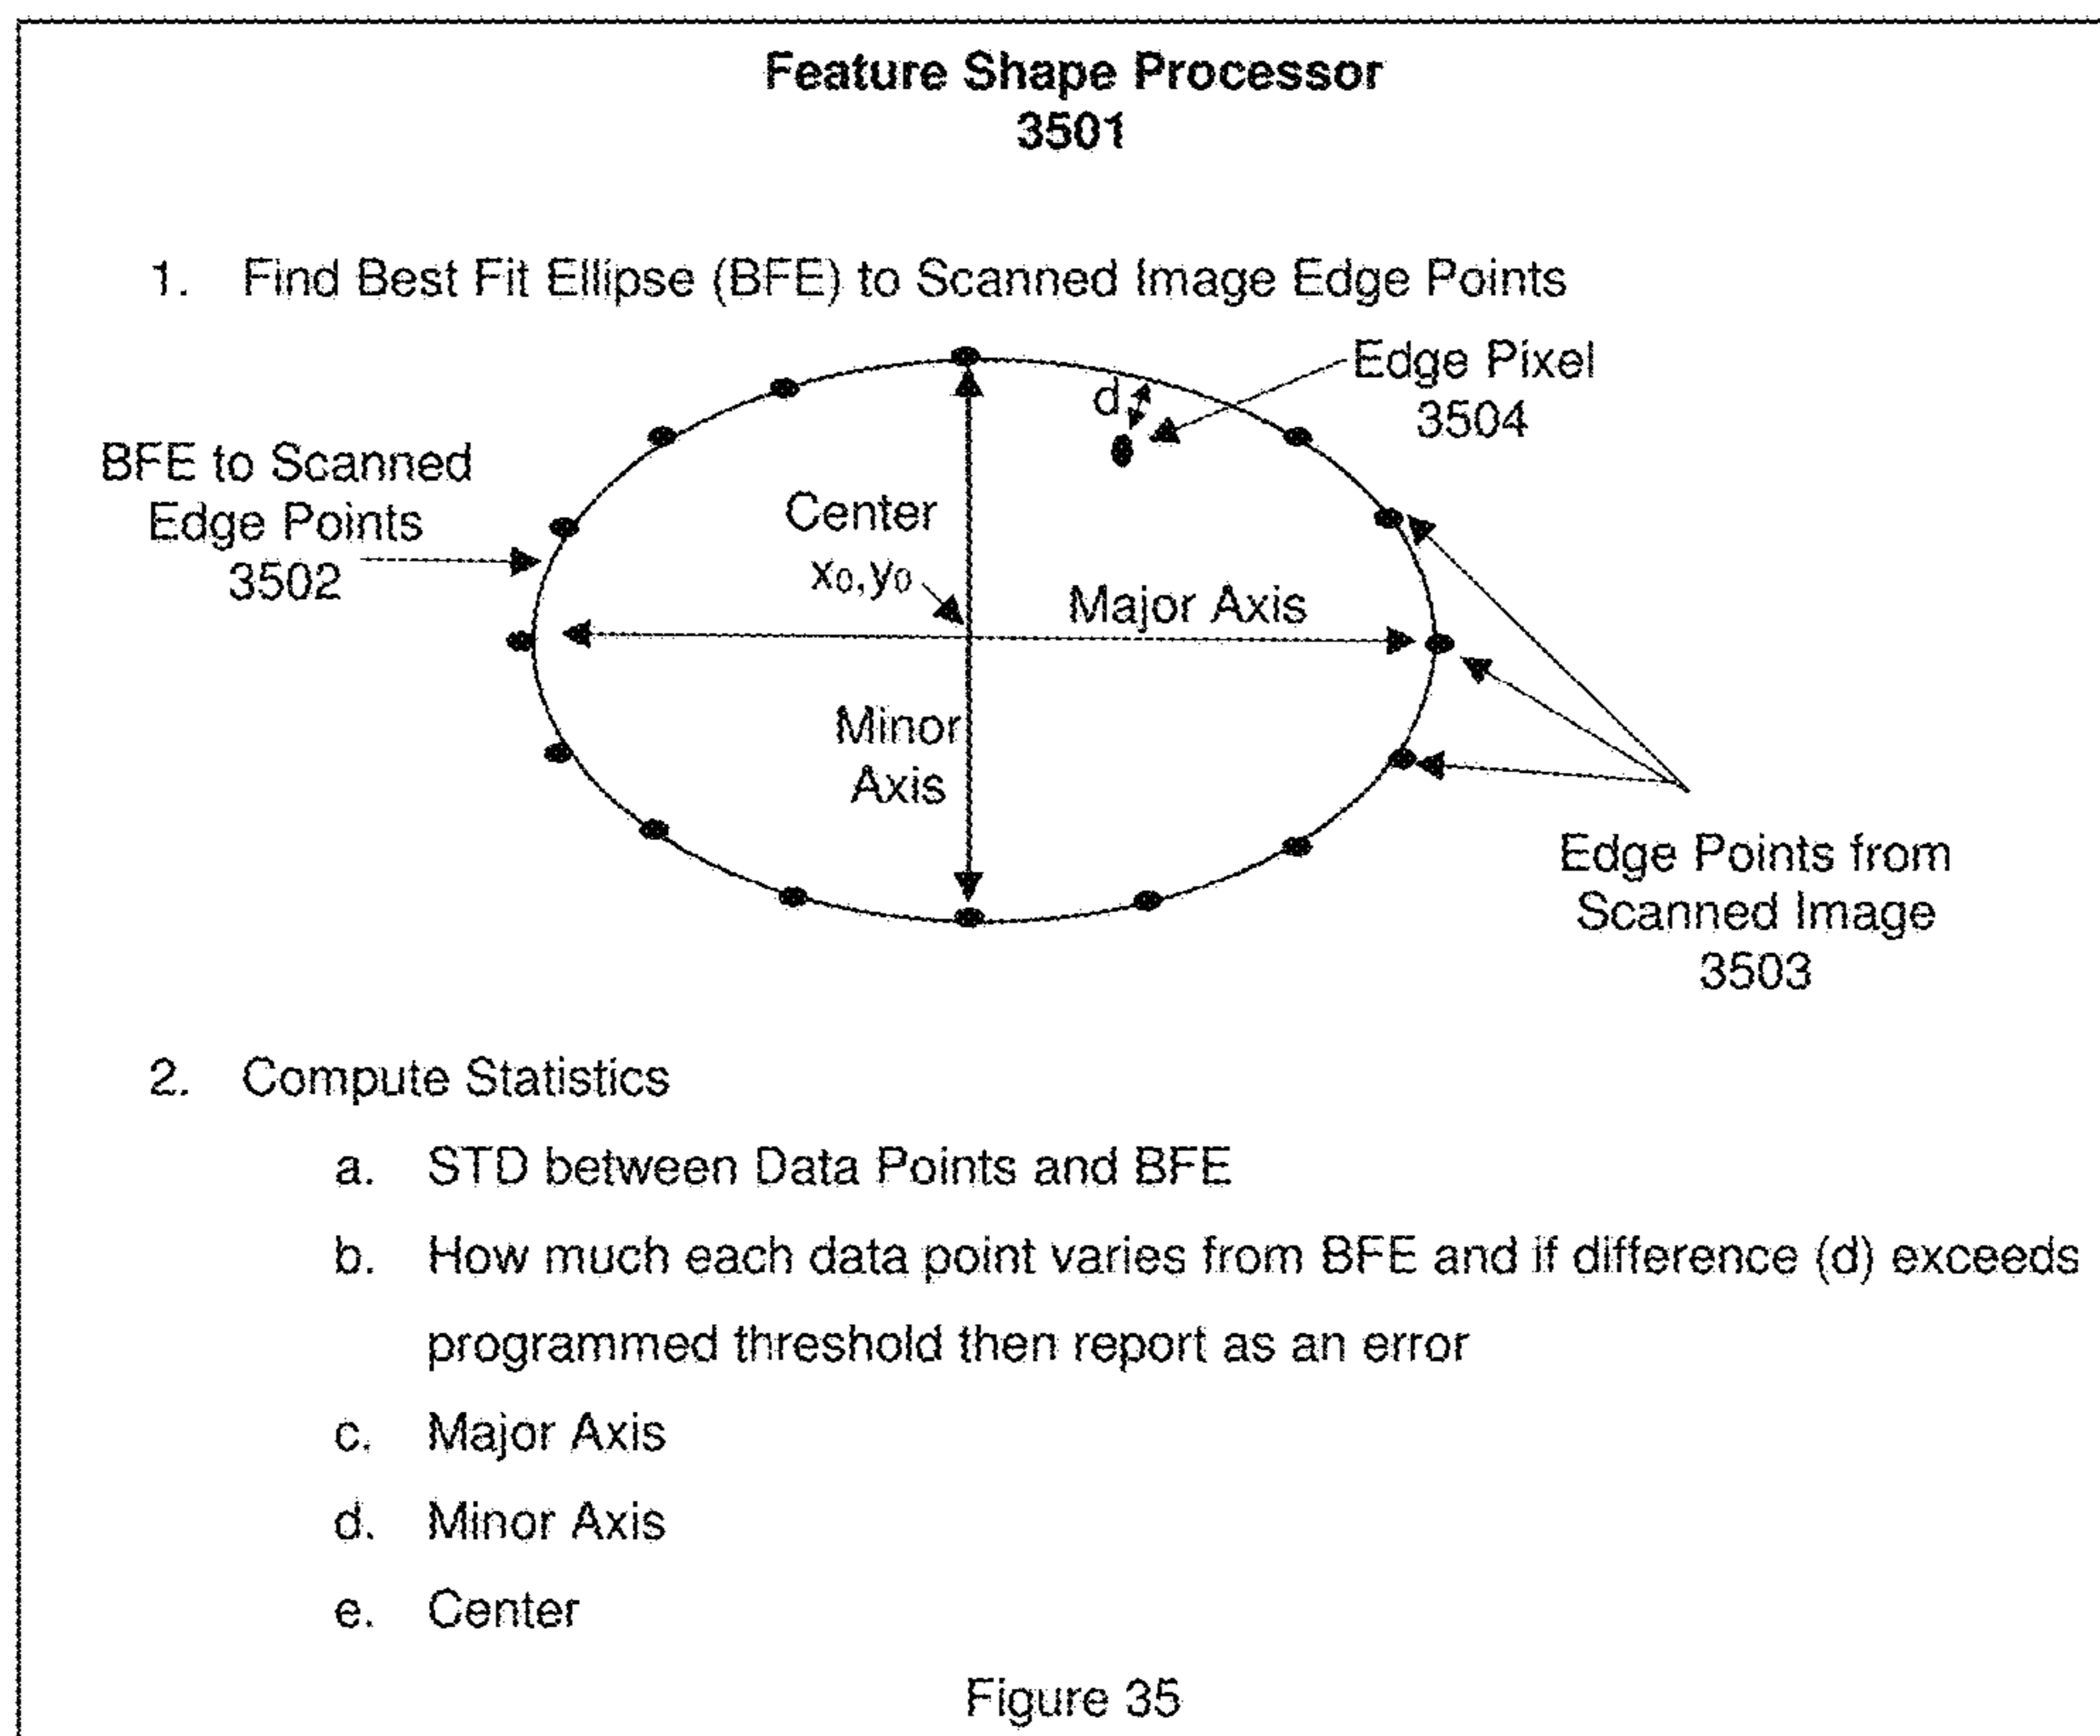 Feature Shape Processor
3501
1. Find Best Fit Ellipse (BFE) to Scanned Image Edge Points
Edge Pixel
3504
d
BFE to Scanned
Edge Points
3502
Center
x0,y0
Major Axis
Minor
Axis
Edge Points from
Scanned Image
3503
2. Compute Statistics
a. STD between Data Points and BFE
b. How much each data point varies from BFE and if difference (d) exceeds
programmed threshold then report as an error
c. Major Axis
d. Minor Axis
e. Center
Figure 35